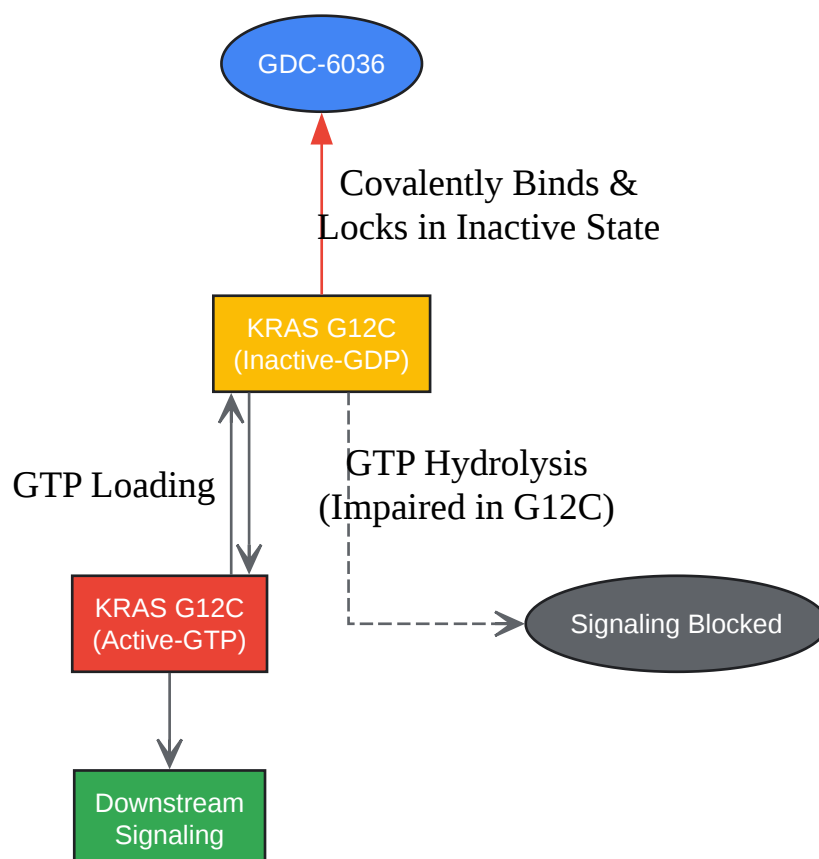 GDC-6036
Covalently Binds &
Locks in Inactive State
KRAS G12C
(Inactive-GDP)
GTP Loading
GTP Hydrolysis
(Impaired in G12C)
KRAS G12C
(Active-GTP)
Signaling Blocked
Downstream
Signaling